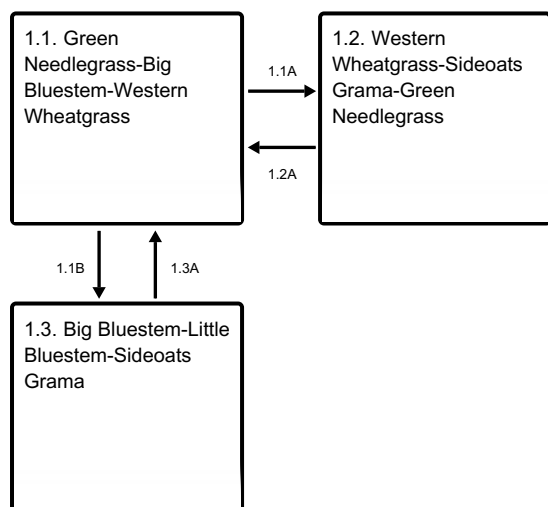 1.1. Green
Needlegrass-Big
Bluestem-Western
Wheatgrass
1.1A
1.2. Western
Wheatgrass-Sideoats
Grama-Green
Needlegrass
1.2A
1.1B
1.3A
1.3. Big Bluestem-Little
Bluestem-Sideoats
Grama